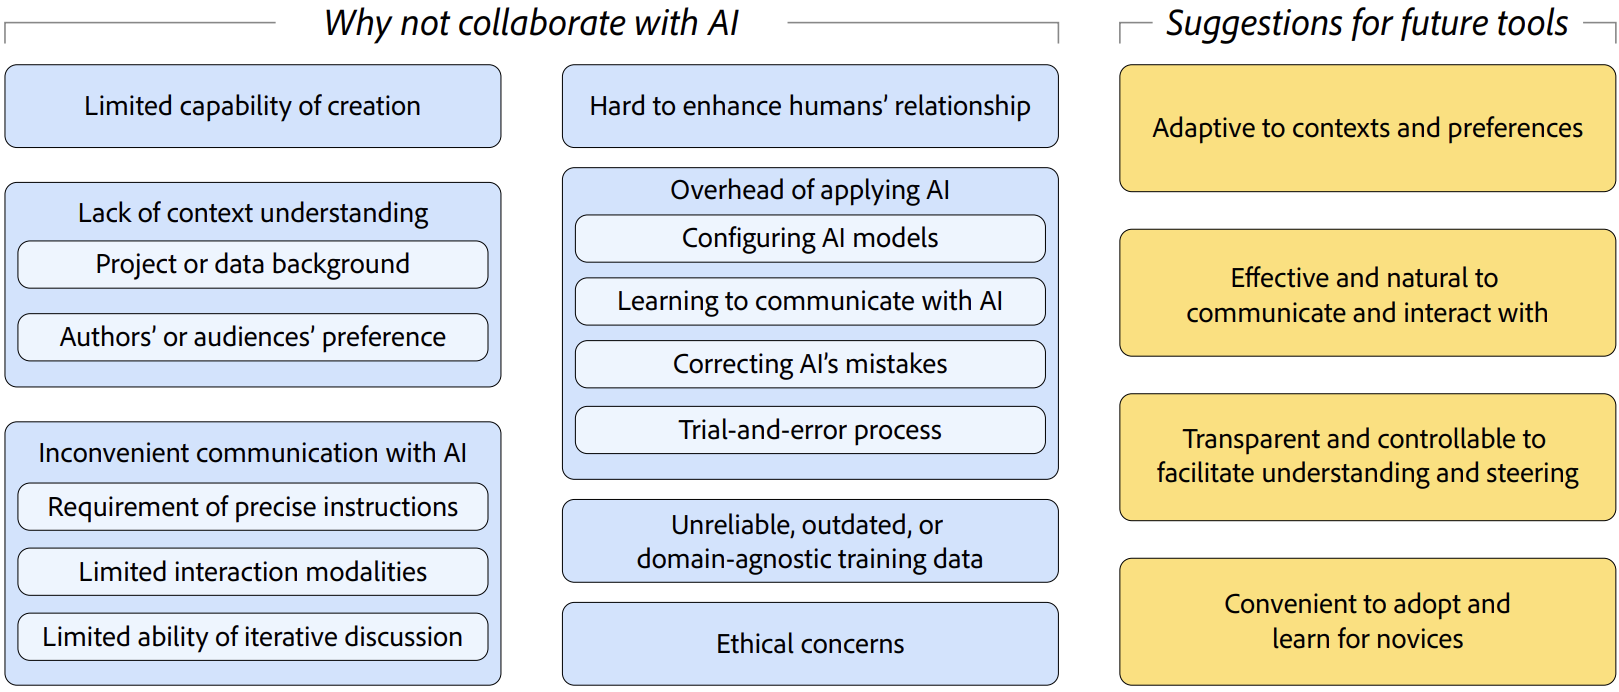 Why not collaborate with AI
Limited capability of creation
Lack of context understanding
Project or data background
Authors’ or audiences’ preference
Inconvenient communication with AI
Requirement of precise instructions
Limited interaction modalities
Limited ability of iterative discussion
Hard to enhance humans’ relationship
Overhead of applying AI
Configuring AI models
Learning to communicate with AI
Correcting AI’s mistakes
Trial-and-error process
Unreliable, outdated, or
domain-agnostic training data
Ethical concerns
Suggestions for future tools
Adaptive to contexts and preferences
Effective and natural to
communicate and interact with
Transparent and controllable to
facilitate understanding and steering
Convenient to adopt and
learn for novices